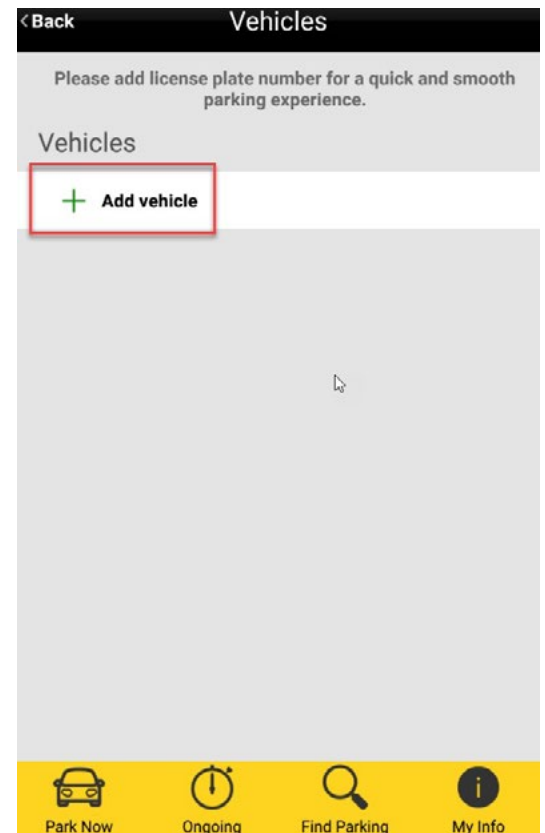 <Back Vehicles
Please add license plate number for a quick and smooth
parking experience.
Vehicles
+ Add vehicle
Park Now Ongoing Find Parking My Info